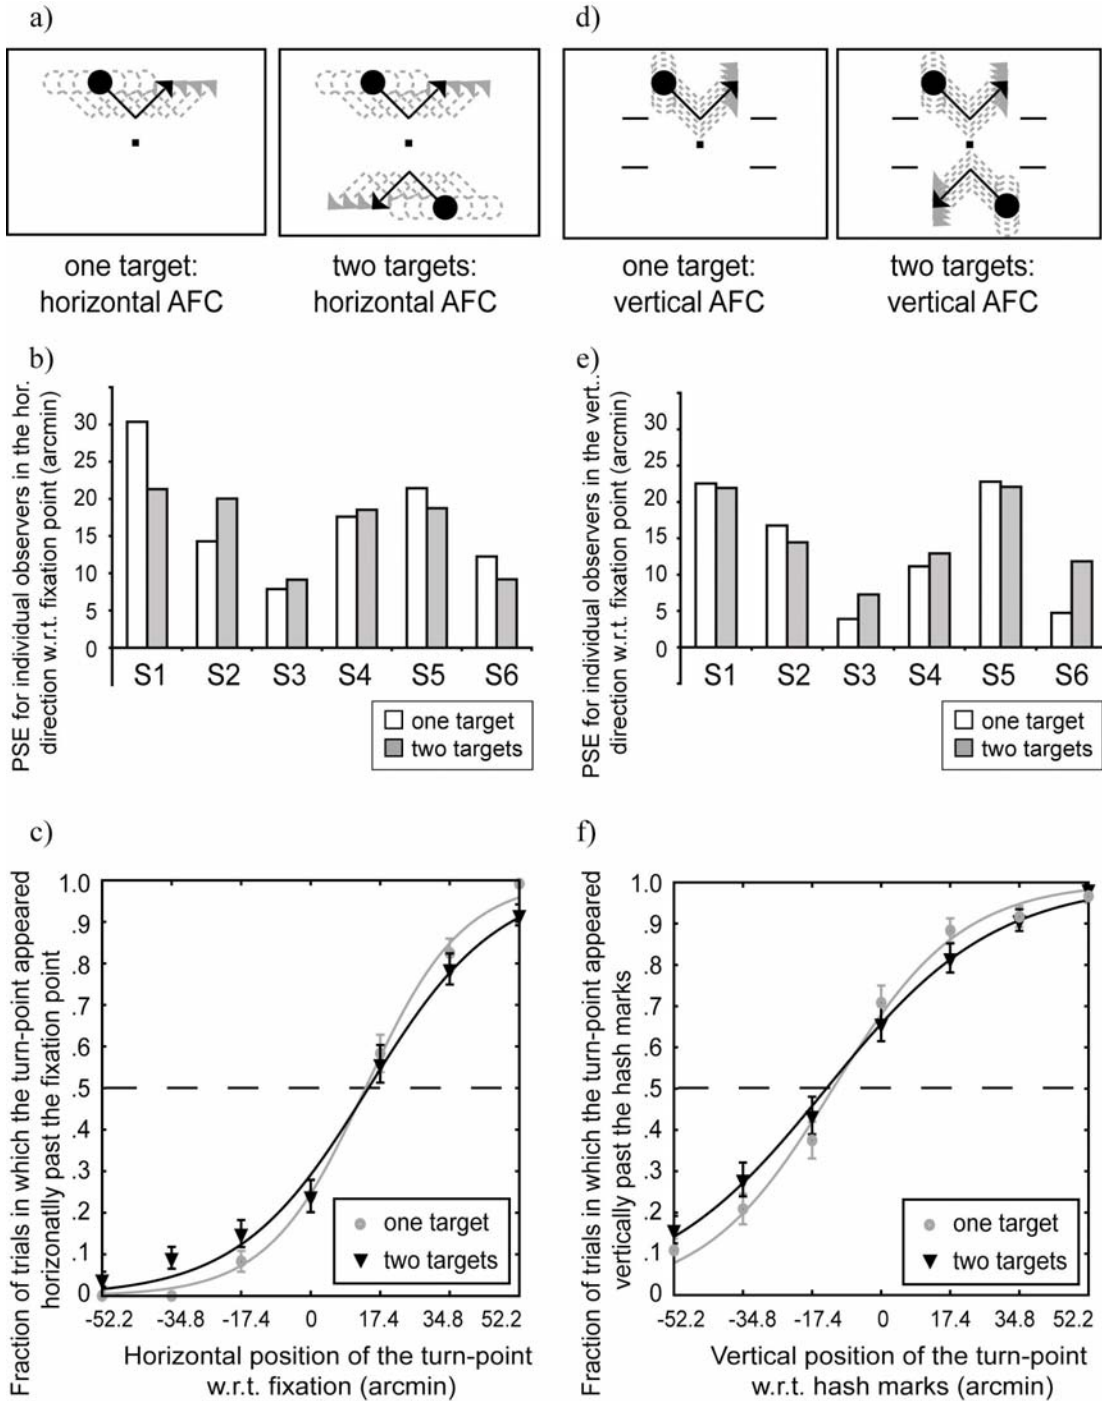 a)
one target:
horizontal AFC
two targets:
horizontal AFC
d)
one target:
vertical AFC
two targets:
vertical AFC
b)
PSE for individual observers in the hor.
direction w.r.t. fixation point (arcmin)
30
25
20
15
10
5
0
S1 S2 S3 S4 S5 S6
one target
two targets
e)
PSE for individual observers in the vert..
direction w.r.t. fixation point (arcmin)
30
25
20
15
10
5
0
S1 S2 S3 S4 S5 S6
one target
two targets
c)
Fraction of trials in which the turn-point appeared
horizonatlly past the fixation point
1.0
.9
.8
.7
.6
.5
.4
.3
.2
.1
0
one target
two targets
-52.2 -34.8 -17.4 0 17.4 34.8 52.2
Horizontal position of the turn-point
w.r.t. fixation (arcmin)
f)
Fraction of trials in which the turn-point appeared
vertically past the hash marks
1.0
.9
.8
.7
.6
.5
.4
.3
.2
.1
0
one target
two targets
-52.2 -34.8 -17.4 0 17.4 34.8 52.2
Vertical position of the turn-point
w.r.t. hash marks (arcmin)